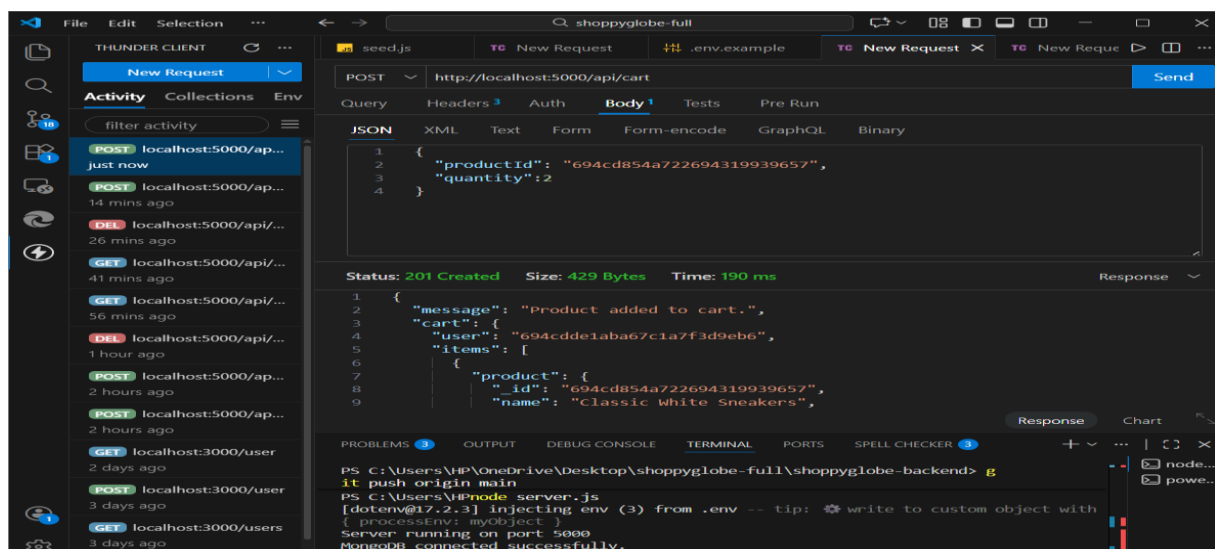 File Edit Selection ··· shoppyglobe-full
THUNDER CLIENT ···
New Request
Activity Collections Env
filter activity
POST localhost:5000/ap...
just now
POST localhost:5000/ap...
14 mins ago
DEL localhost:5000/api/...
26 mins ago
GET localhost:5000/api/...
41 mins ago
GET localhost:5000/api/...
56 mins ago
DEL localhost:5000/api/...
1 hour ago
POST localhost:5000/ap...
2 hours ago
POST localhost:5000/ap...
2 hours ago
GET localhost:3000/user
2 days ago
POST localhost:3000/user
3 days ago
GET localhost:3000/users
3 days ago
18
1
1
JS seed.js TC New Request .env.example TC New Request TC New Reque ···
POST http://localhost:5000/api/cart Send
Query Headers 3 Auth Body 1 Tests Pre Run
JSON XML Text Form Form-encode GraphQL Binary
1 {
2 "productId": "694cd854a722694319939657",
3 "quantity":2
4 }
Status: 201 Created Size: 429 Bytes Time: 190 ms Response
1 {
2 "message": "Product added to cart.",
3 "cart": {
4 "user": "694cdde1aba67c1a7f3d9eb6",
5 "items": [
6 {
7 "product": {
8 "_id": "694cd854a722694319939657",
9 "name": "Classic White Sneakers",
Response Chart
PROBLEMS 3 OUTPUT DEBUG CONSOLE TERMINAL PORTS SPELL CHECKER 3 ···
PS C:\Users\HP\OneDrive\Desktop\shoppyglobe-full\shoppyglobe-backend> g
it push origin main
PS C:\Users\HPnode server.js
[dotenv@17.2.3] injecting env (3) from .env -- tip: ⚙ write to custom object with
{ processEnv: myObject }
Server running on port 5000
MongoDB connected successfully.
node...
powe...